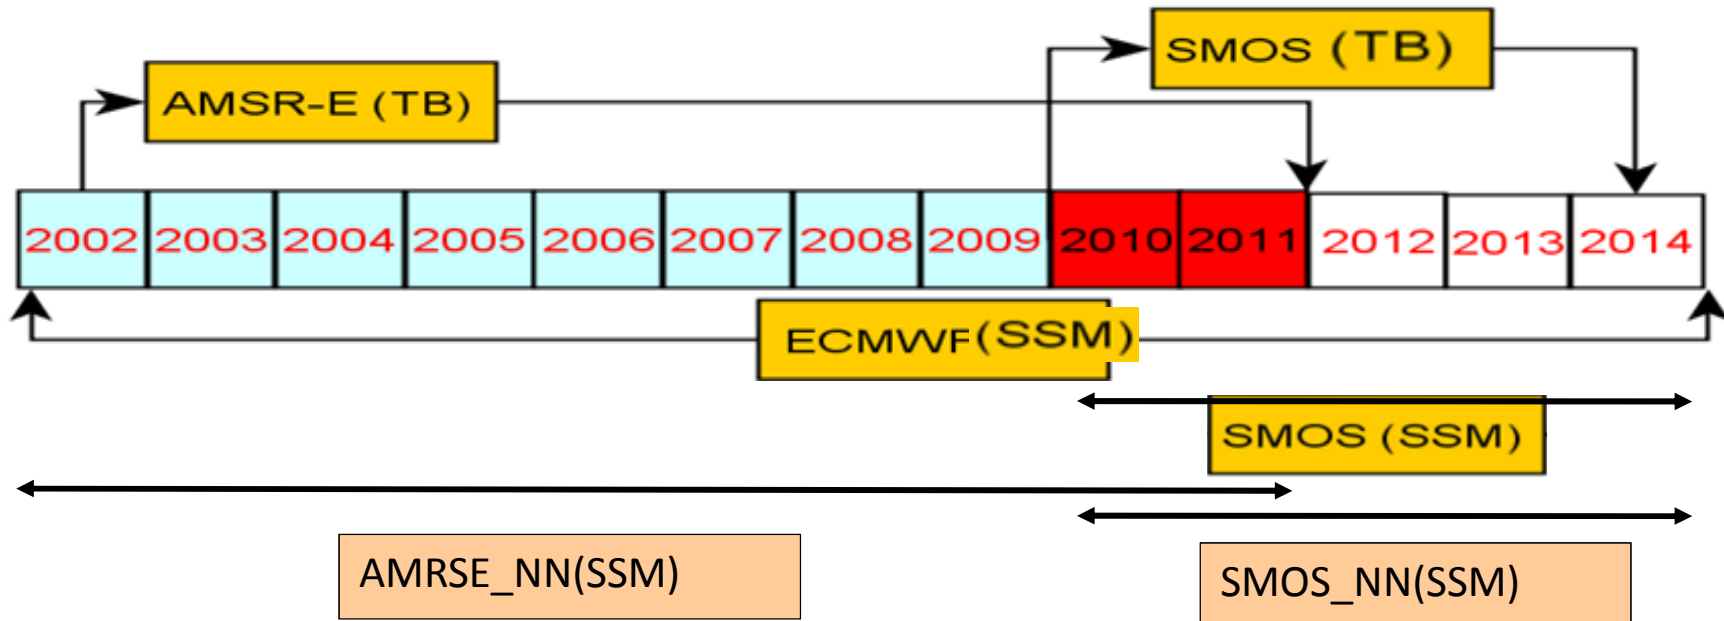 SMOS (TB)
AMSR-E (TB)
2002 2003 2004 2005 2006 2007 2008 2009 2010 2011 2012 2013 2014
ECMWF (SSM)
SMOS (SSM)
AMRSE_NN(SSM)
SMOS_NN(SSM)